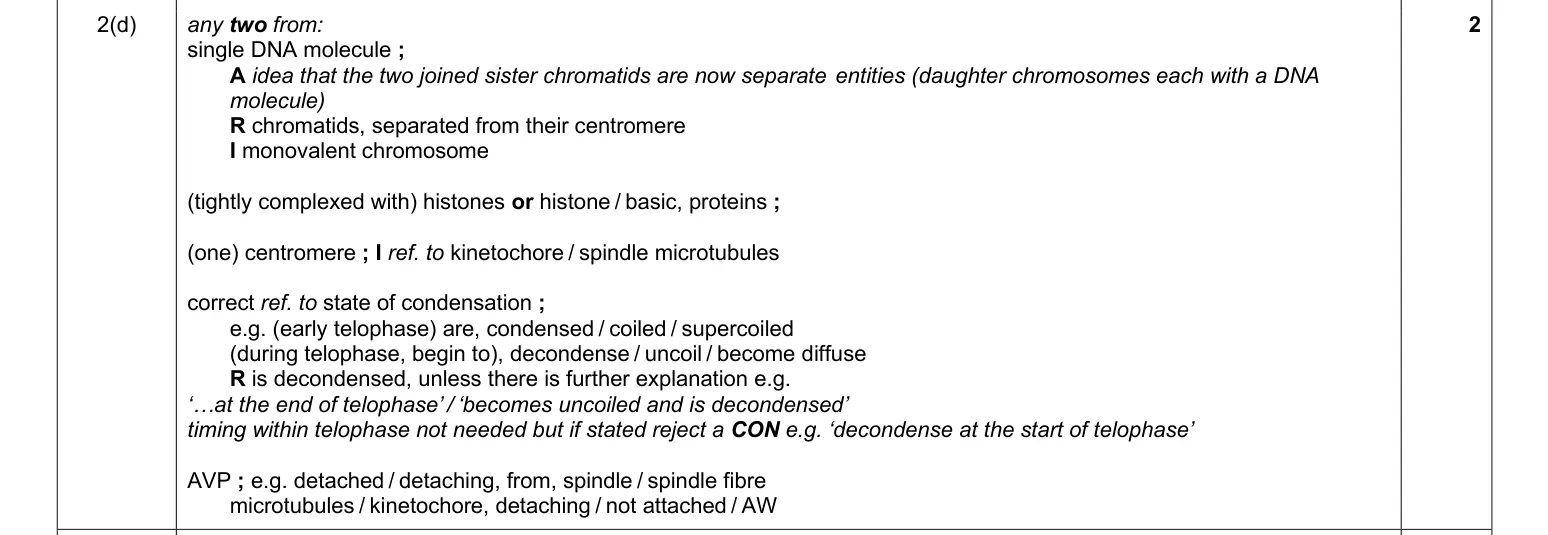 2(d) any two from: 2
single DNA molecule ;
A idea that the two joined sister chromatids are now separate entities (daughter chromosomes each with a DNA
molecule)
R chromatids, separated from their centromere
I monovalent chromosome
(tightly complexed with) histones or histone / basic, proteins ;
(one) centromere ; I ref. to kinetochore / spindle microtubules
correct ref. to state of condensation ;
e.g. (early telophase) are, condensed / coiled / supercoiled
(during telophase, begin to), decondense / uncoil / become diffuse
R is decondensed, unless there is further explanation e.g.
‘…at the end of telophase’ / ‘becomes uncoiled and is decondensed’
timing within telophase not needed but if stated reject a CON e.g. ‘decondense at the start of telophase’
AVP ; e.g. detached / detaching, from, spindle / spindle fibre
microtubules / kinetochore, detaching / not attached / AW